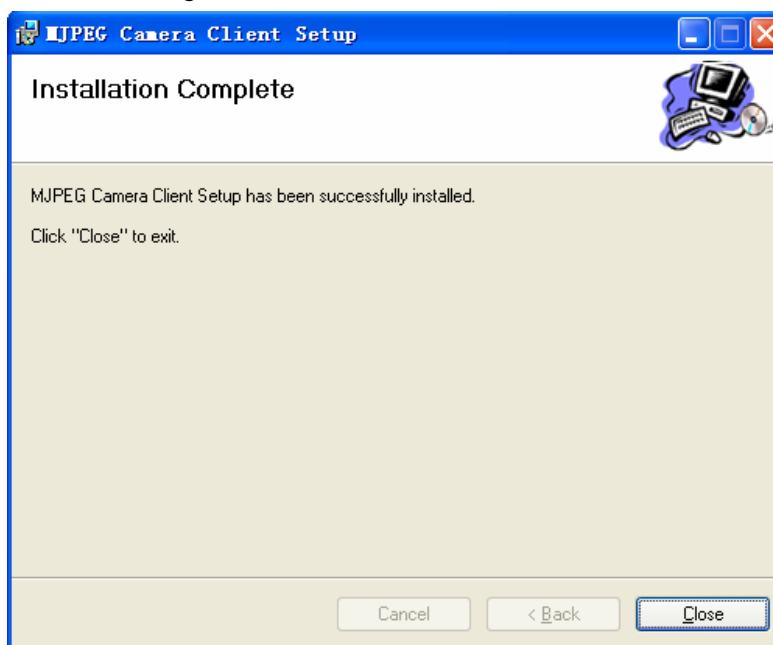 MJPEG Camera Client Setup
Installation Complete
MJPEG Camera Client Setup has been successfully installed.
Click "Close" to exit.
Cancel
< Back
Close